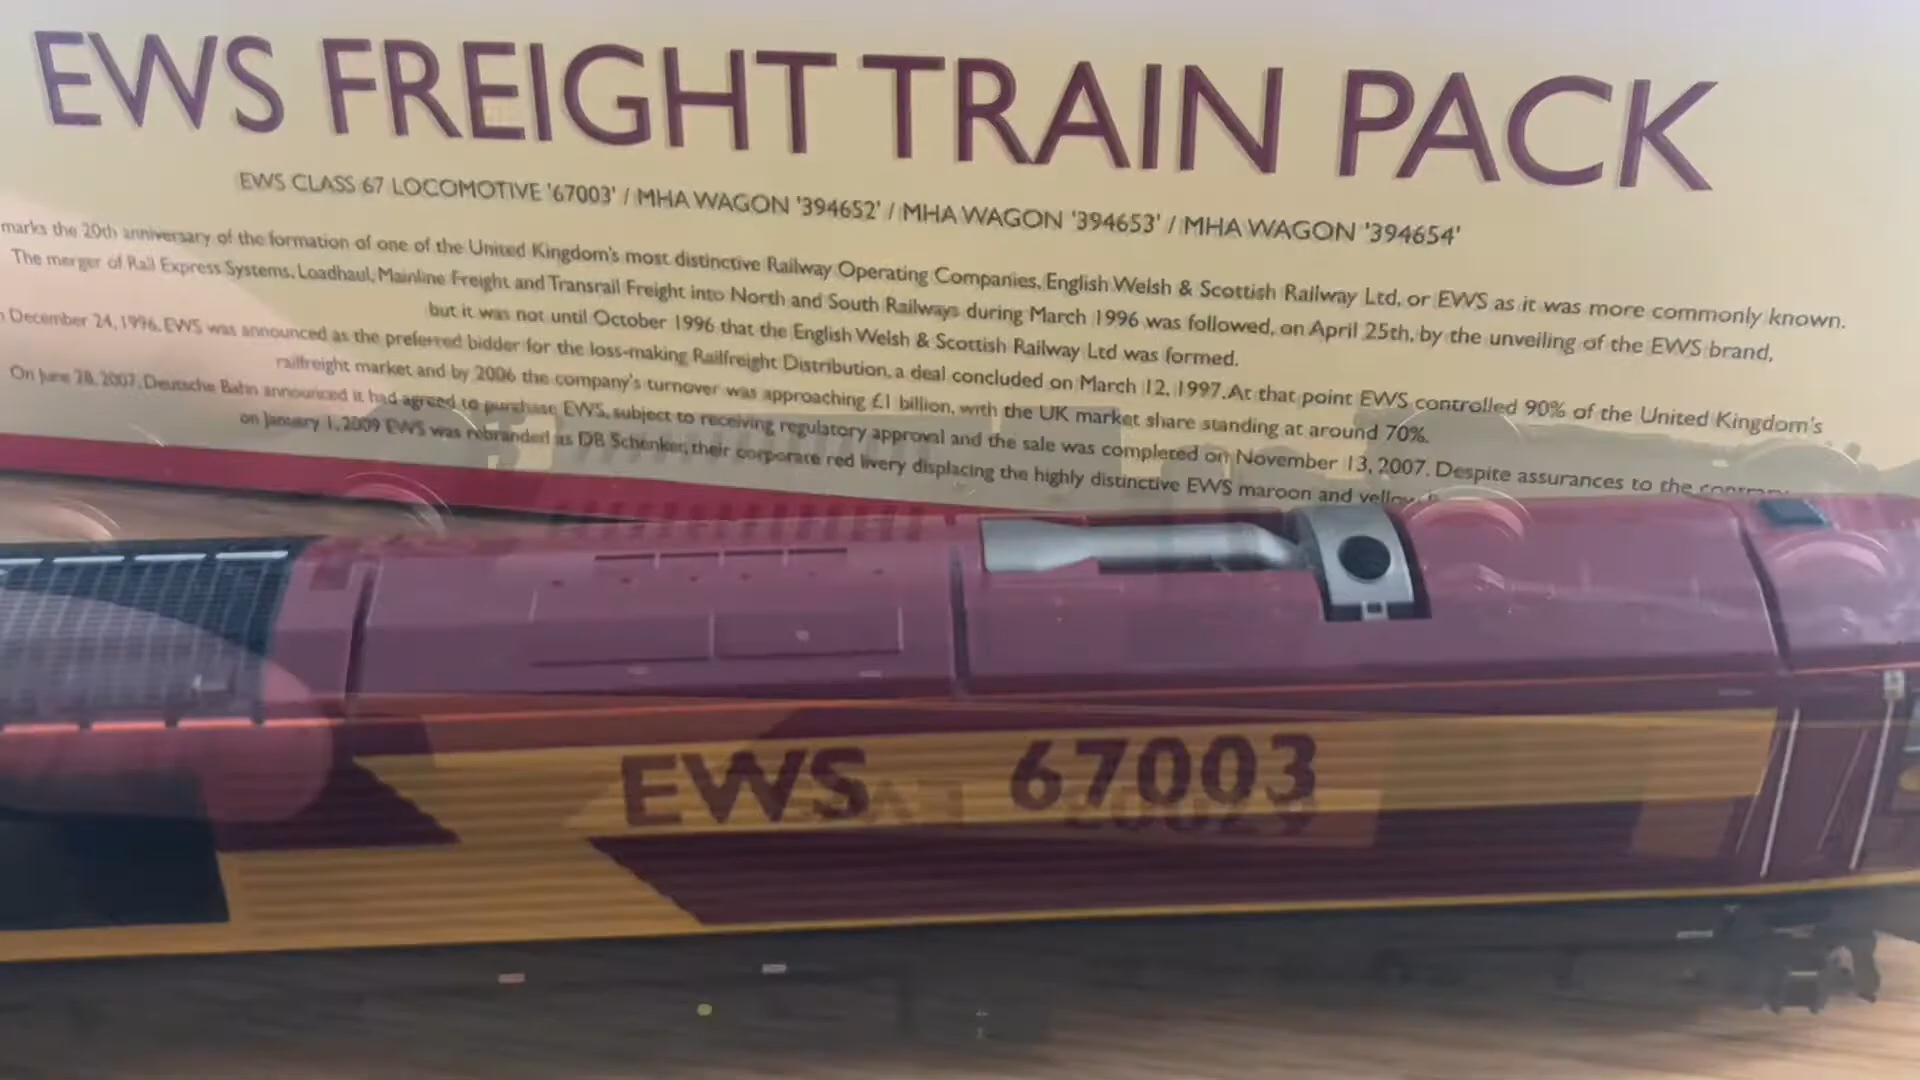 EWS FREIGHT TRAIN PACK
EWS CLASS 67 LOCOMOTIVE '67003' / MHA WAGON '394652' / MHA WAGON '394653' / MHA WAGON '394654'
marks the 20th anniversary of the formation of one of the United Kingdom's most distinctive Railway Operating Companies, English Welsh & Scottish Railway Ltd, or EWS as it was more commonly known.
The merger of Rail Express Systems, Loadhaul, Mainline Freight and Transrail Freight into North and South Railways during March 1996 was followed, on April 25th, by the unveiling of the EWS brand,
but it was not until October 1996 that the English Welsh & Scottish Railway Ltd was formed.
December 24, 1996, EWS was announced as the preferred bidder for the loss-making Railfreight Distribution, a deal concluded on March 12, 1997. At that point EWS controlled 90% of the United Kingdom's
railfreight market and by 2006 the company's turnover was approaching £1 billion, with the UK market share standing at around 70%.
On June 28, 2007, Deutsche Bahn announced it had agreed to purchase EWS, subject to receiving regulatory approval and the sale was completed on November 13, 2007. Despite assurances to the
on January 1, 2009 EWS was rebranded as DB Schenker, their corporate red livery displacing the highly distinctive EWS maroon and yellow
EWS 67003